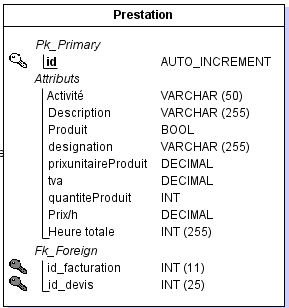 Prestation
Pk_Primary
id AUTO_INCREMENT
Attributs
Activité VARCHAR (50)
Description VARCHAR (255)
Produit BOOL
designation VARCHAR (255)
prixunitaireProduit DECIMAL
tva DECIMAL
quantiteProduit INT
Prix/h DECIMAL
Heure totale INT (255)
Fk_Foreign
id_facturation INT (11)
id_devis INT (25)